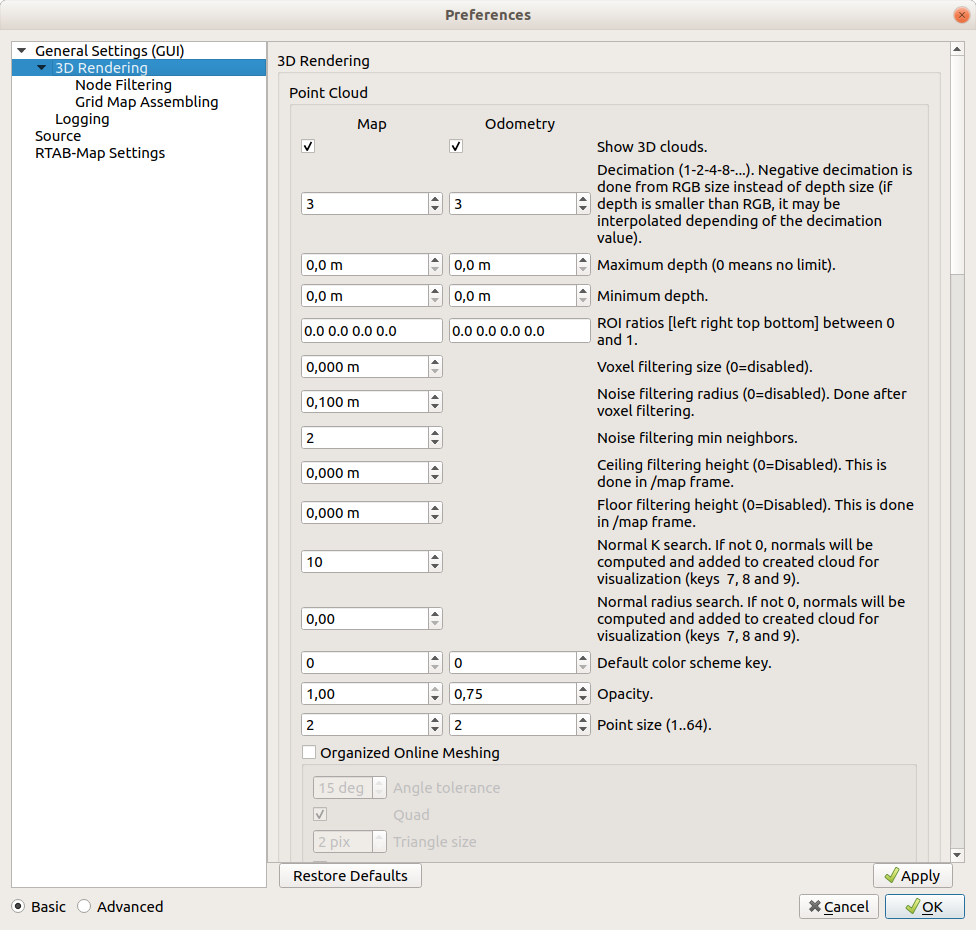 Preferences
General Settings (GUI)
3D Rendering
Node Filtering
Grid Map Assembling
Logging
Source
RTAB-Map Settings
3D Rendering
Point Cloud
Map Odometry
Show 3D clouds.
3 3 Decimation (1-2-4-8-...). Negative decimation is
done from RGB size instead of depth size (if
depth is smaller than RGB, it may be
interpolated depending of the decimation
value).
0,0 m 0,0 m Maximum depth (0 means no limit).
0,0 m 0,0 m Minimum depth.
0.0 0.0 0.0 0.0 0.0 0.0 0.0 0.0 ROI ratios [left right top bottom] between 0
and 1.
0,000 m Voxel filtering size (0=disabled).
0,100 m Noise filtering radius (0=disabled). Done after
voxel filtering.
2 Noise filtering min neighbors.
0,000 m Ceiling filtering height (0=Disabled). This is
done in /map frame.
0,000 m Floor filtering height (0=Disabled). This is done
in /map frame.
10 Normal K search. If not 0, normals will be
computed and added to created cloud for
visualization (keys 7, 8 and 9).
0,00 Normal radius search. If not 0, normals will be
computed and added to created cloud for
visualization (keys 7, 8 and 9).
0 0 Default color scheme key.
1,00 0,75 Opacity.
2 2 Point size (1..64).
Organized Online Meshing
15 deg Angle tolerance
Quad
2 pix Triangle size
Restore Defaults Apply
Basic Advanced Cancel OK